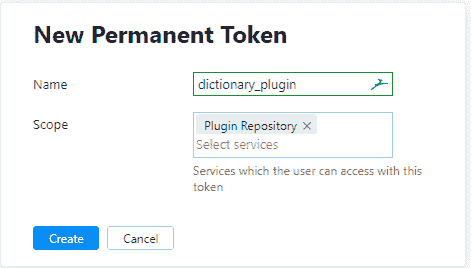 New Permanent Token
Name
dictionary_plugin
Scope
Plugin Repository ×
Select services
Services which the user can access with this
token
Create
Cancel